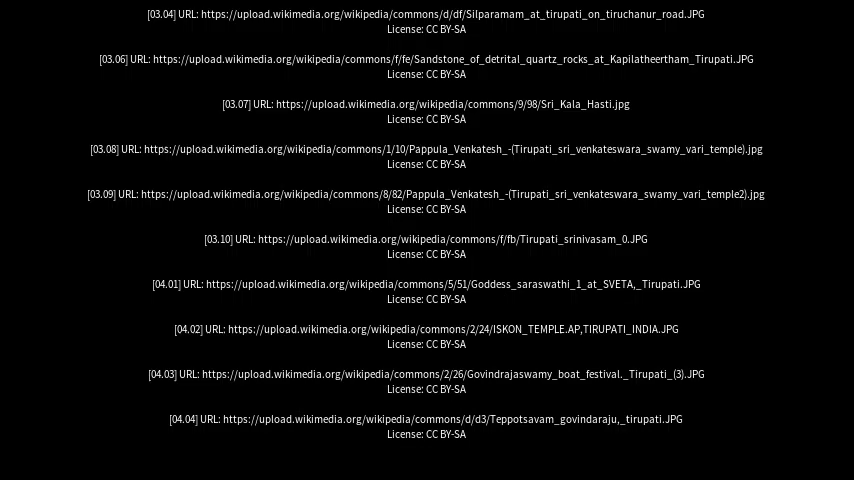 [03.04] URL: https://upload.wikimedia.org/wikipedia/commons/d/df/Silparamam_at_tirupati_on_tiruchanur_road.JPG
License: CC BY-SA
[03.06] URL: https://upload.wikimedia.org/wikipedia/commons/f/fe/Sandstone_of_detrital_quartz_rocks_at_Kapilatheertham_Tirupati.JPG
License: CC BY-SA
[03.07] URL: https://upload.wikimedia.org/wikipedia/commons/9/98/Sri_Kala_Hasti.jpg
License: CC BY-SA
[03.08] URL: https://upload.wikimedia.org/wikipedia/commons/1/10/Pappula_Venkatesh_-(Tirupati_sri_venkateswara_swamy_vari_temple).jpg
License: CC BY-SA
[03.09] URL: https://upload.wikimedia.org/wikipedia/commons/8/82/Pappula_Venkatesh_-(Tirupati_sri_venkateswara_swamy_vari_temple2).jpg
License: CC BY-SA
[03.10] URL: https://upload.wikimedia.org/wikipedia/commons/f/fb/Tirupati_srinivasam_0.JPG
License: CC BY-SA
[04.01] URL: https://upload.wikimedia.org/wikipedia/commons/5/51/Goddess_saraswathi_1_at_SVETA,_Tirupati.JPG
License: CC BY-SA
[04.02] URL: https://upload.wikimedia.org/wikipedia/commons/2/24/ISKON_TEMPLE.AP,TIRUPATI_INDIA.JPG
License: CC BY-SA
[04.03] URL: https://upload.wikimedia.org/wikipedia/commons/2/26/Govindrajaswamy_boat_festival._Tirupati_(3).JPG
License: CC BY-SA
[04.04] URL: https://upload.wikimedia.org/wikipedia/commons/d/d3/Teppotsavam_govindaraju,_tirupati.JPG
License: CC BY-SA